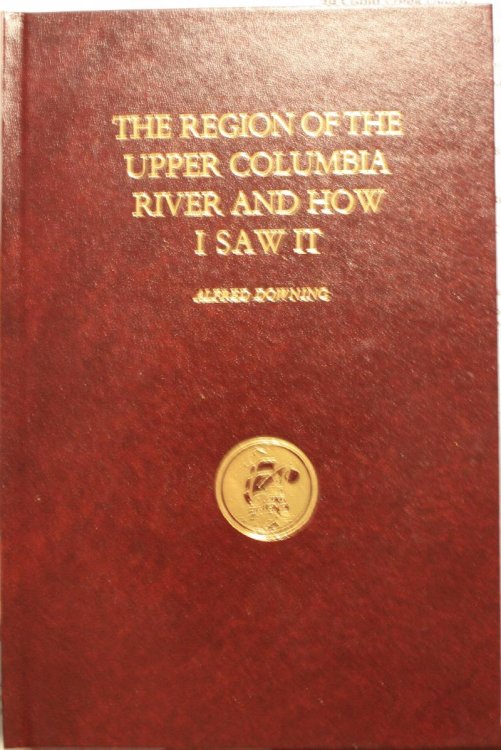 THE REGION OF THE
UPPER COLUMBIA
RIVER AND HOW
I SAW IT
ALFRED DOWNING